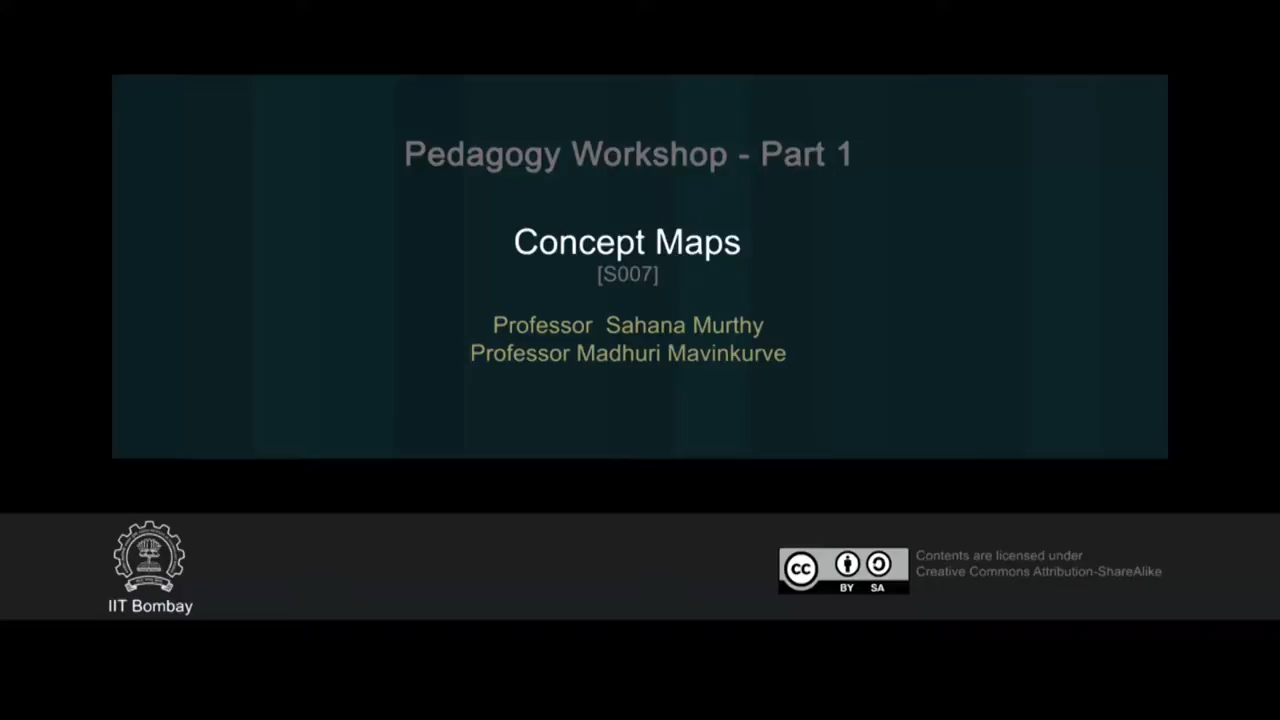 Pedagogy Workshop - Part 1
Concept Maps
[S007]
Professor Sahana Murthy
Professor Madhuri Mavinkurve
IIT Bombay
cc
BY SA
Contents are licensed under
Creative Commons Attribution-ShareAlike